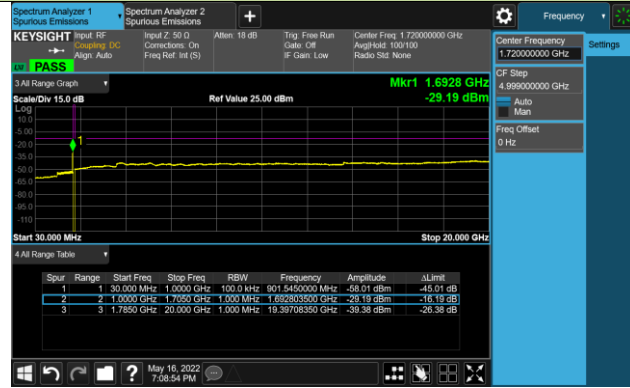 Spectrum Analyzer 1
Spurious Emissions
Spectrum Analyzer 2
Spurious Emissions
+
Frequency
KEYSIGHT
Input: RF
Coupling: DC
Align: Auto
Input Z: 50 Ω
Corrections: On
Freq Ref: Int (S)
Atten: 18 dB
Trig: Free Run
Gate: Off
IF Gain: Low
Center Freq: 1.720000000 GHz
Avg|Hold: 100/100
Radio Std: None
PASS
Center Frequency
1.720000000 GHz
Settings
CF Step
4.999000000 GHz
Auto
Man
Freq Offset
0 Hz
3 All Range Graph
Mkr1 1.6928 GHz
Scale/Div 15.0 dB
Ref Value 25.00 dBm
-29.19 dBm
Log
10.0
-5.00
-20.0
-35.0
-50.0
-65.0
-80.0
-95.0
-110
1
Start 30.000 MHz
Stop 20.000 GHz
4 All Range Table
Spur Range Start Freq Stop Freq RBW Frequency Amplitude ΔLimit
1 1 30.000 MHz 1.0000 GHz 100.0 kHz 901.5450000 MHz -58.01 dBm -45.01 dB
2 2 1.0000 GHz 1.7050 GHz 1.000 MHz 1.692803500 GHz -29.19 dBm -16.19 dB
3 3 1.7850 GHz 20.000 GHz 1.000 MHz 19.39708350 GHz -39.38 dBm -26.38 dB
?
May 16, 2022
7:08:54 PM